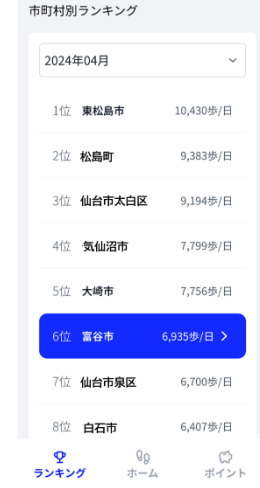 市町村別ランキング
2024年04月
1位 東松島市 10,430歩/日
2位 松島町 9,383歩/日
3位 仙台市太白区 9,194歩/日
4位 気仙沼市 7,799歩/日
5位 大崎市 7,756歩/日
6位 富谷市 6,935歩/日
7位 仙台市泉区 6,700歩/日
8位 白石市 6,407歩/日
ランキング ホーム ポイント